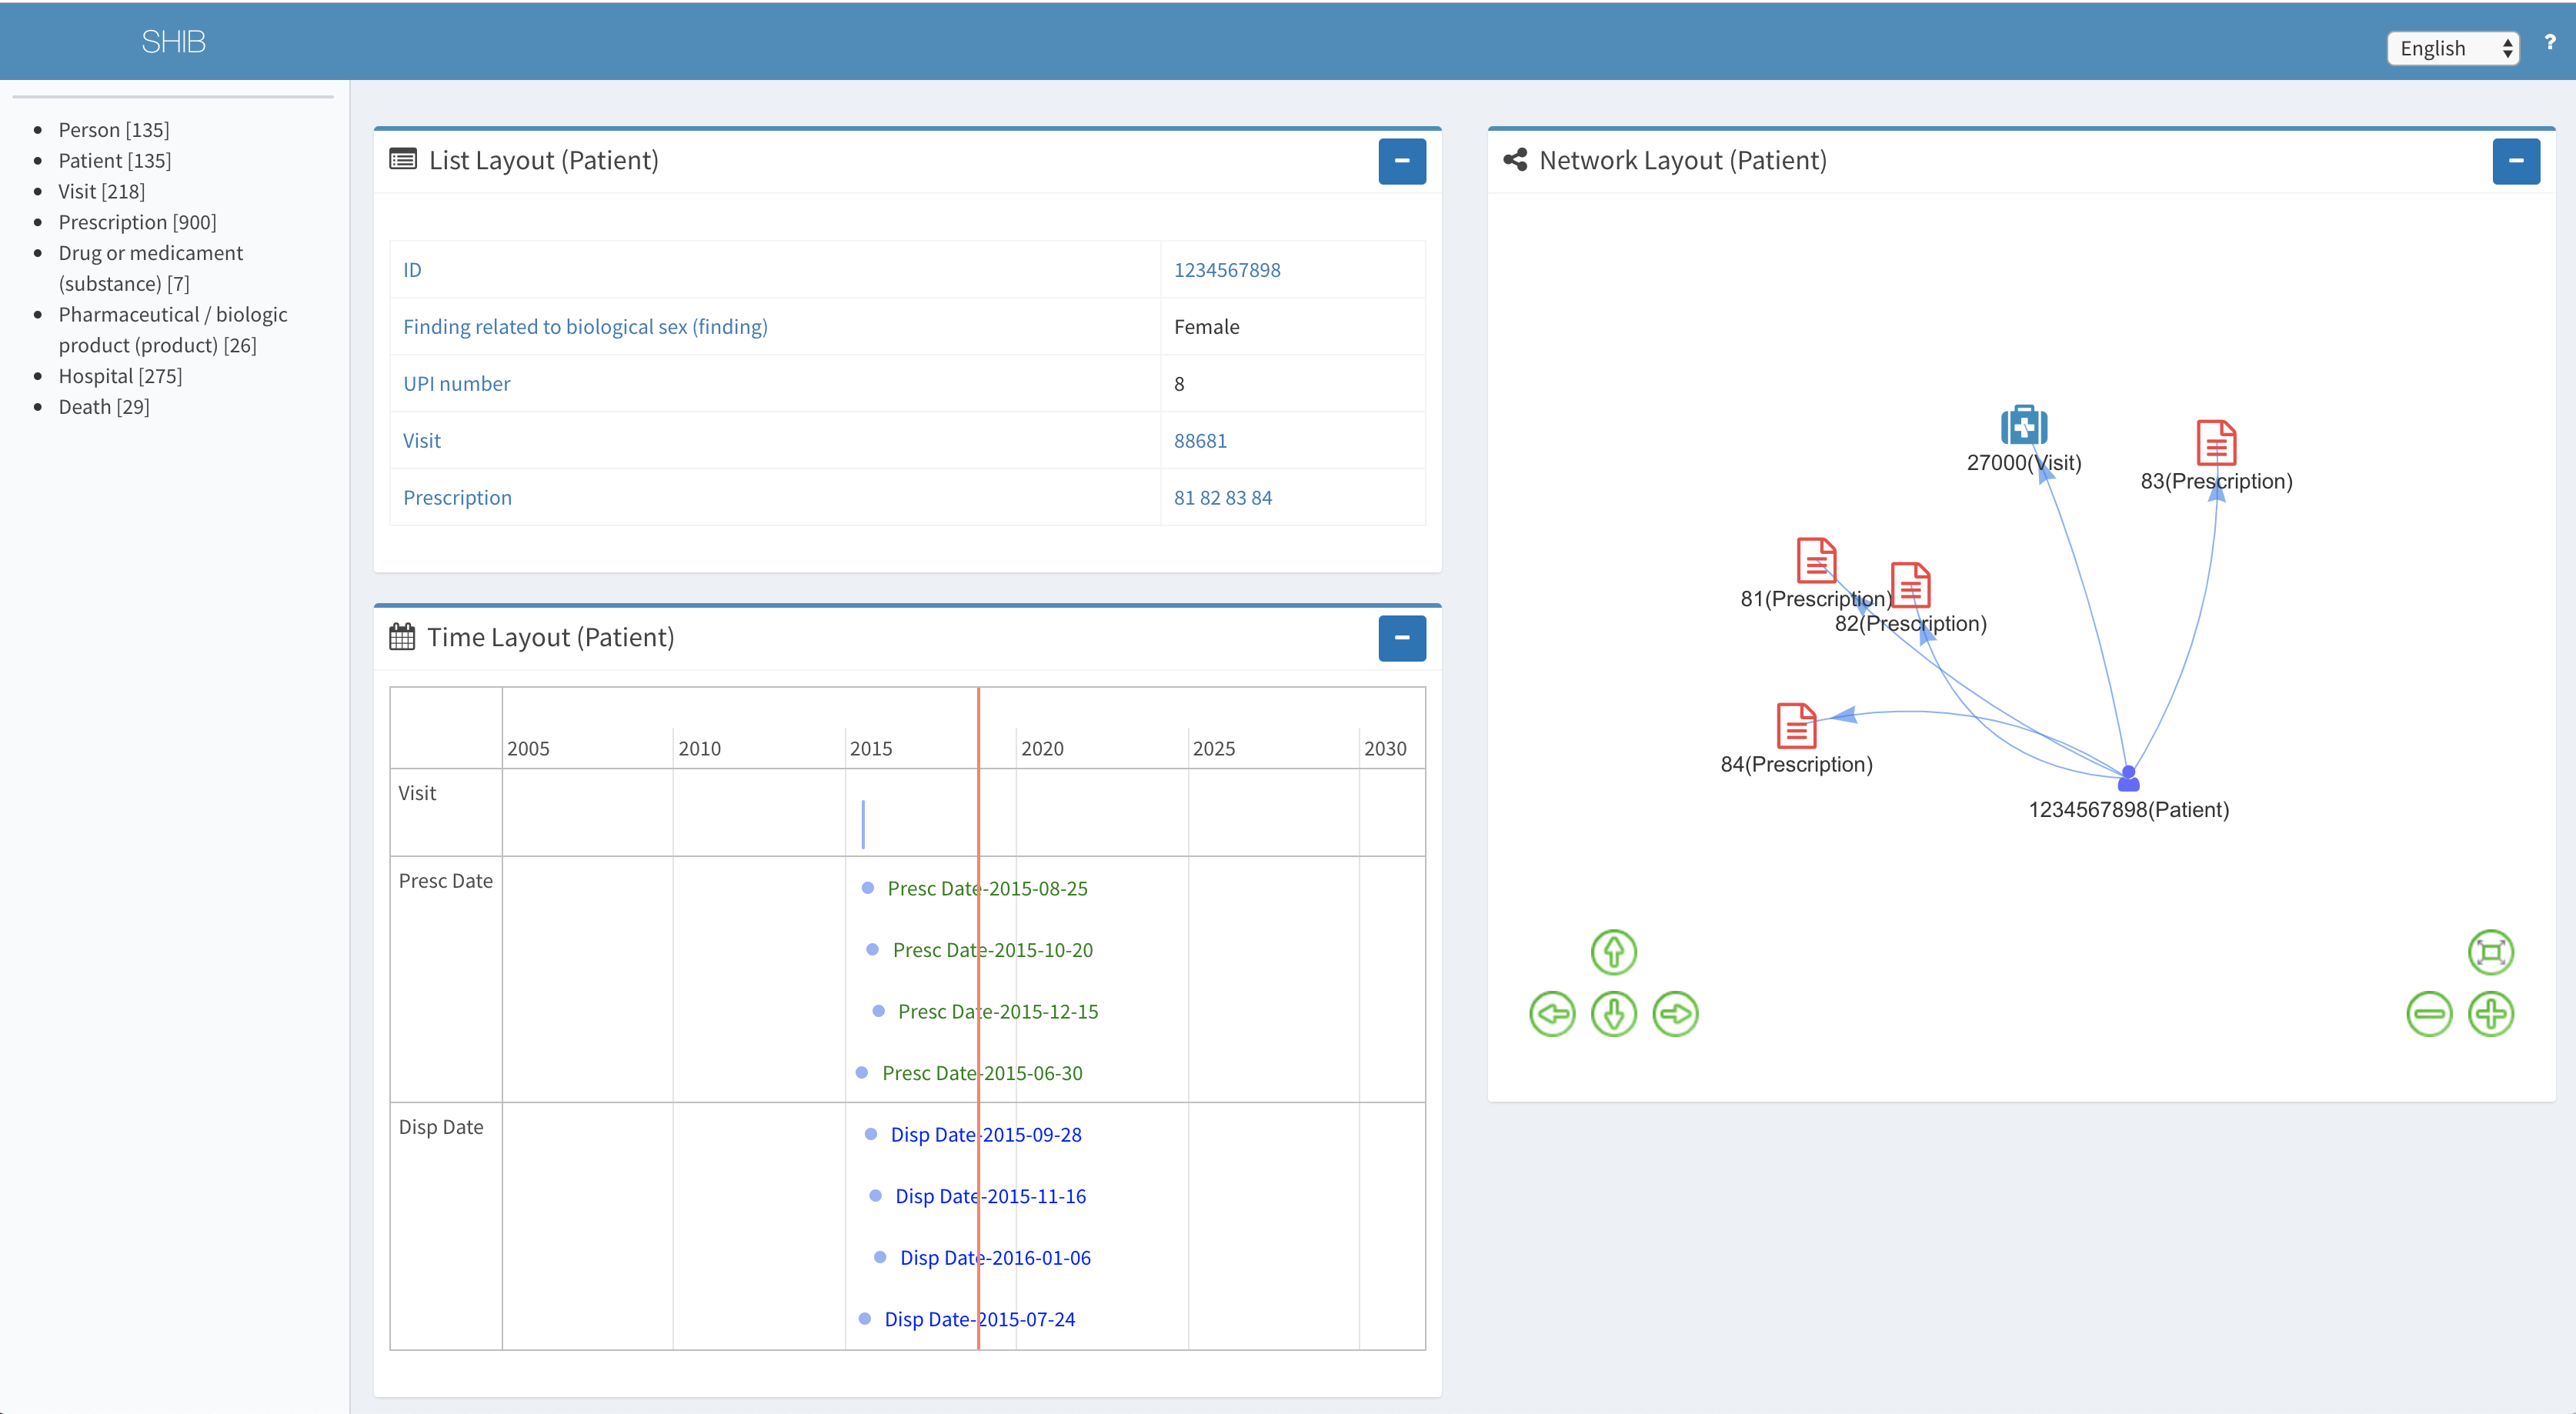 SHIB
English
?
Person [135]
Patient [135]
Visit [218]
Prescription [900]
Drug or medicament
(substance) [7]
Pharmaceutical / biologic
product (product) [26]
Hospital [275]
Death [29]
List Layout (Patient)
ID 1234567898
Finding related to biological sex (finding) Female
UPI number 8
Visit 88681
Prescription 81 82 83 84
Time Layout (Patient)
2005 2010 2015 2020 2025 2030
Visit
Presc Date
Presc Date-2015-08-25
Presc Date-2015-10-20
Presc Date-2015-12-15
Presc Date-2015-06-30
Disp Date
Disp Date-2015-09-28
Disp Date-2015-11-16
Disp Date-2016-01-06
Disp Date-2015-07-24
Network Layout (Patient)
27000(Visit)
83(Prescription)
81(Prescription)
82(Prescription)
84(Prescription)
1234567898(Patient)